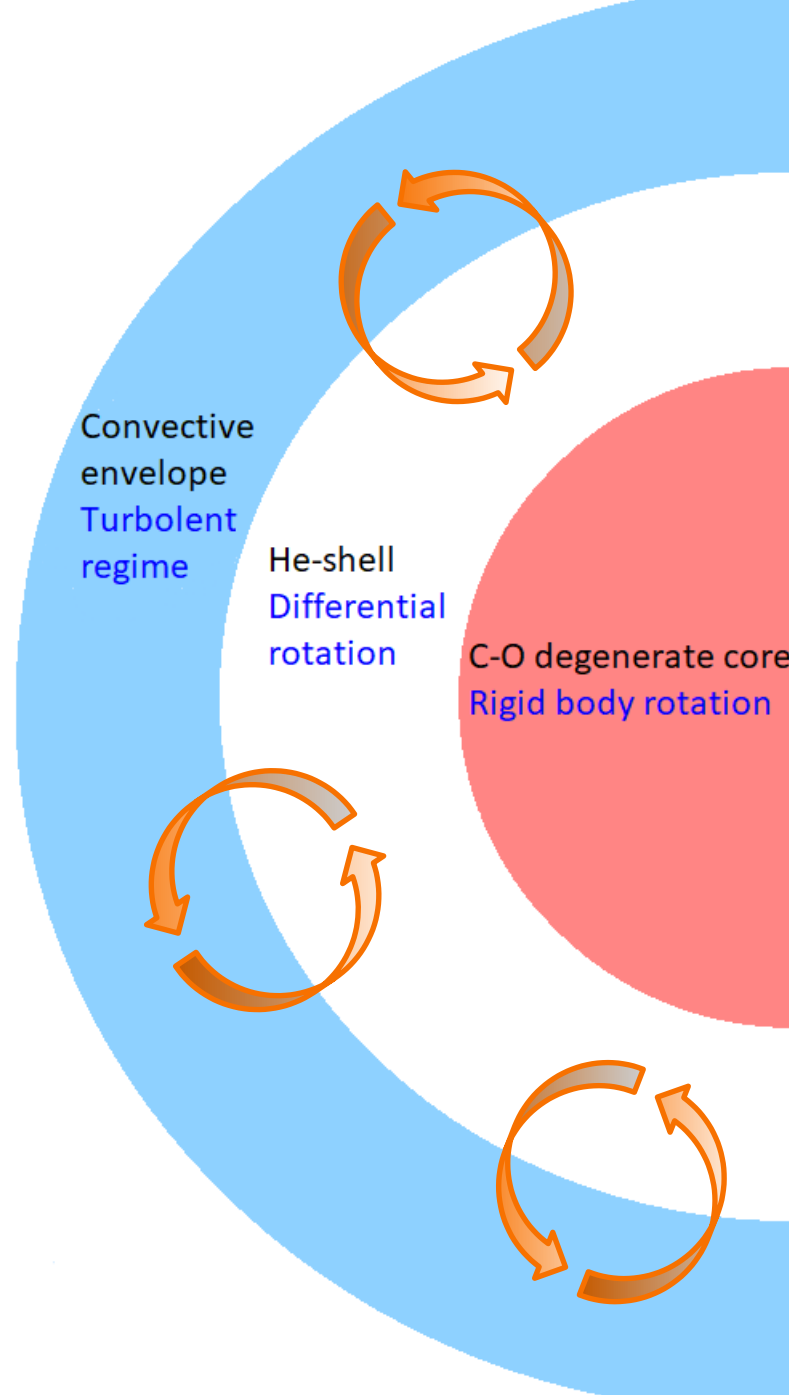 Convective
envelope
Turbolent
regime
He-shell
Differential
rotation
C-O degenerate core
Rigid body rotation